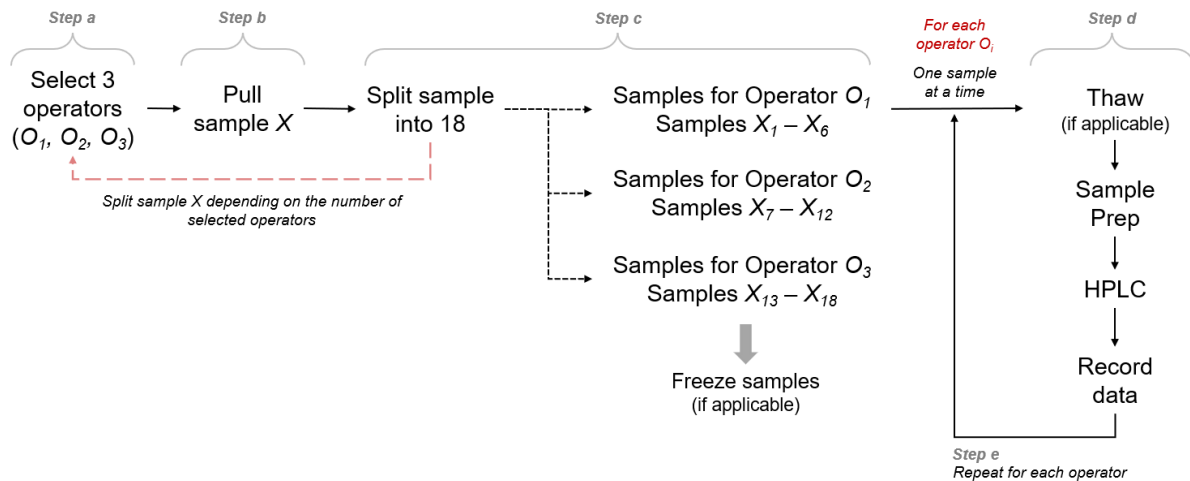 Step a
Step b
Step c
Step d
For each
operator Oᵢ
One sample
at a time
Select 3
operators
(O₁, O₂, O₃)
Pull
sample X
Split sample
into 18
Samples for Operator O₁
Samples X₁ – X₆
Thaw
(if applicable)
Split sample X depending on the number of
selected operators
Samples for Operator O₂
Samples X₇ – X₁₂
Sample
Prep
Samples for Operator O₃
Samples X₁₃ – X₁₈
HPLC
Freeze samples
(if applicable)
Record
data
Step e
Repeat for each operator